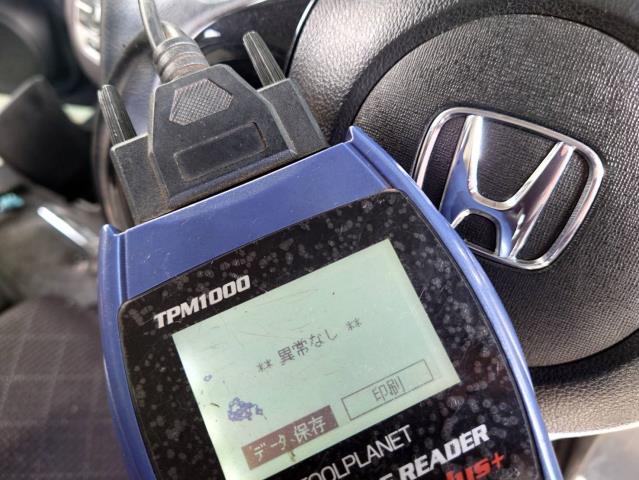 TPM1000
** 異常なし **
データ保存
印刷
TOOLPLANET
READER